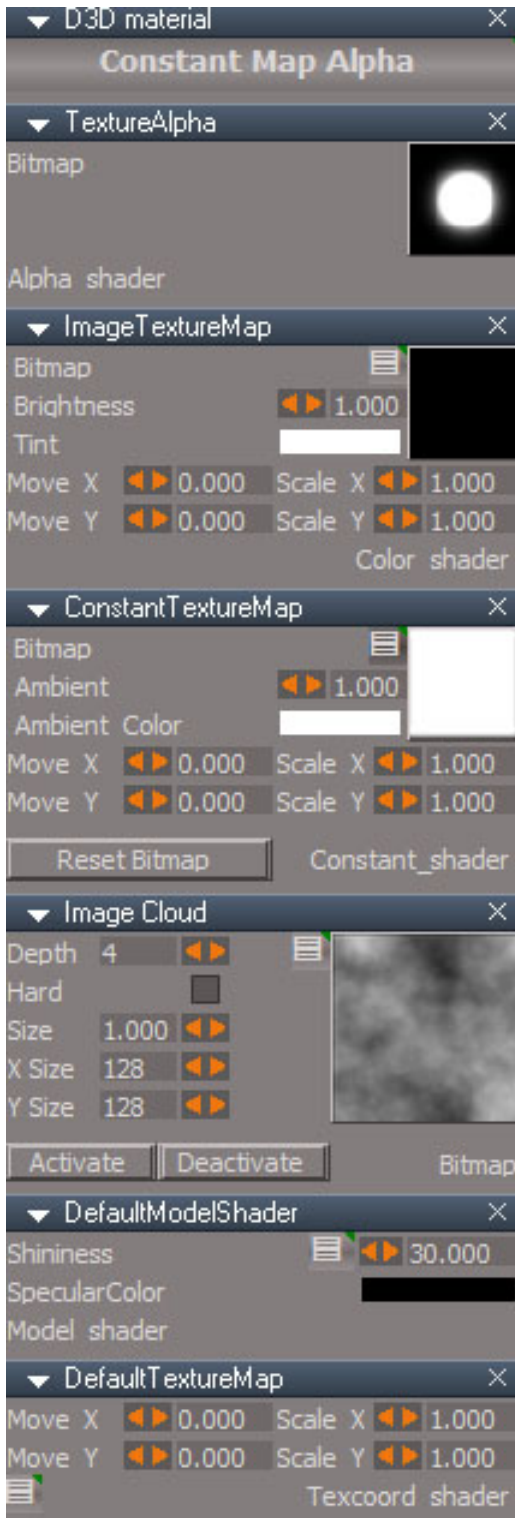 D3D material
Constant Map Alpha
TextureAlpha
Bitmap
Alpha shader
ImageTextureMap
Bitmap
Brightness 1.000
Tint
Move X 0.000 Scale X 1.000
Move Y 0.000 Scale Y 1.000
Color shader
ConstantTextureMap
Bitmap
Ambient 1.000
Ambient Color
Move X 0.000 Scale X 1.000
Move Y 0.000 Scale Y 1.000
Reset Bitmap Constant_shader
Image Cloud
Depth 4
Hard
Size 1.000
X Size 128
Y Size 128
Activate Deactivate Bitmap
DefaultModelShader
Shininess 30.000
SpecularColor
Model shader
DefaultTextureMap
Move X 0.000 Scale X 1.000
Move Y 0.000 Scale Y 1.000
Texcoord shader